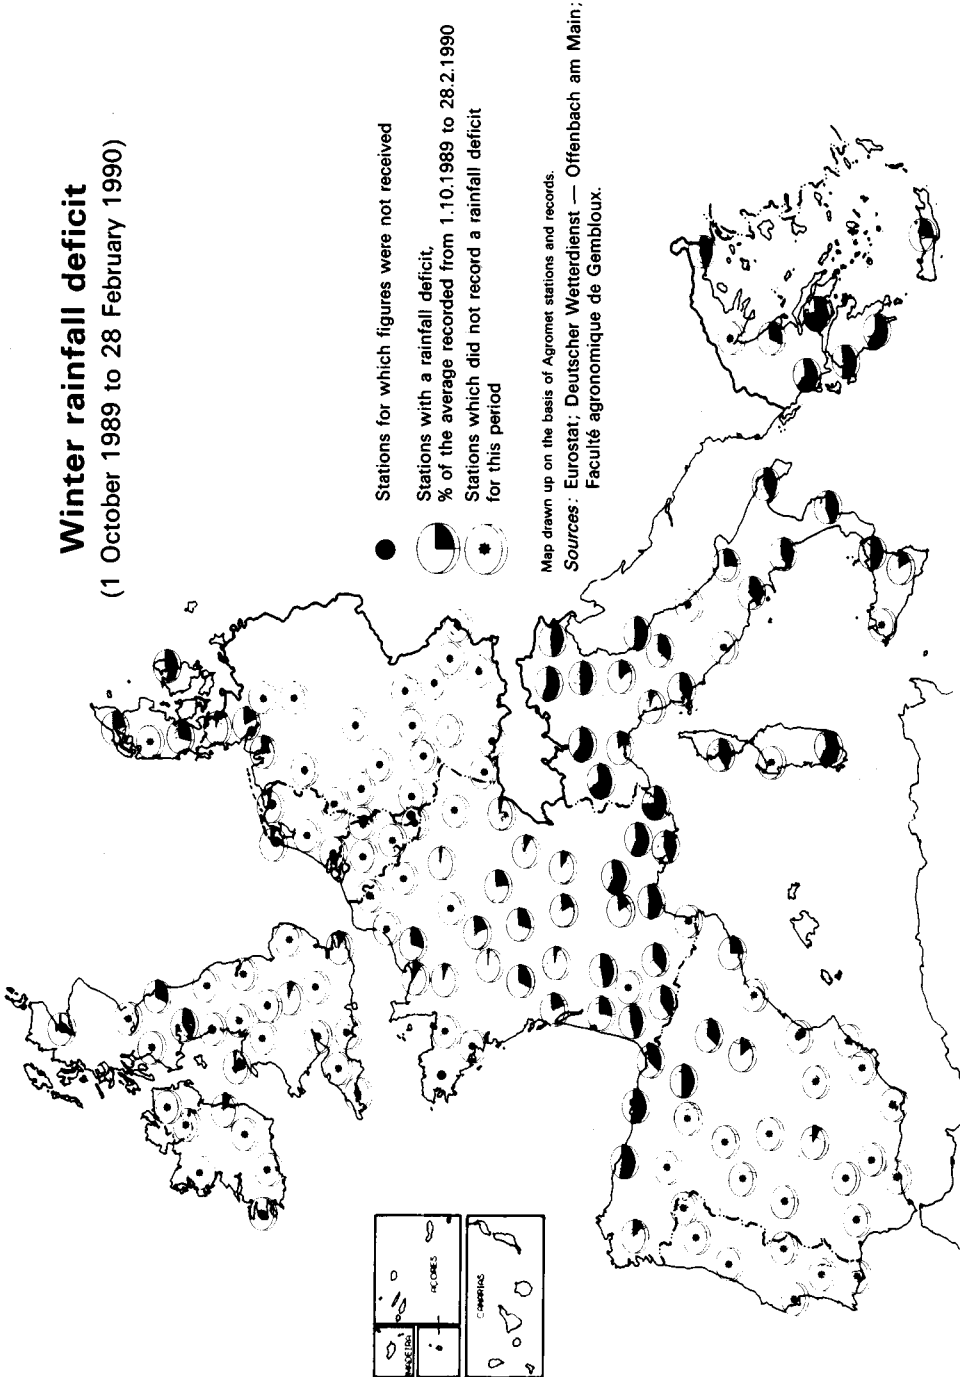 Winter rainfall deficit
(1 October 1989 to 28 February 1990)
Stations for which figures were not received
Stations with a rainfall deficit,
% of the average recorded from 1.10.1989 to 28.2.1990
Stations which did not record a rainfall deficit
for this period
Map drawn up on the basis of Agromet stations and records.
Sources: Eurostat; Deutscher Wetterdienst — Offenbach am Main;
Faculté agronomique de Gembloux.
AÇORES
MADEIRA
CANARIAS